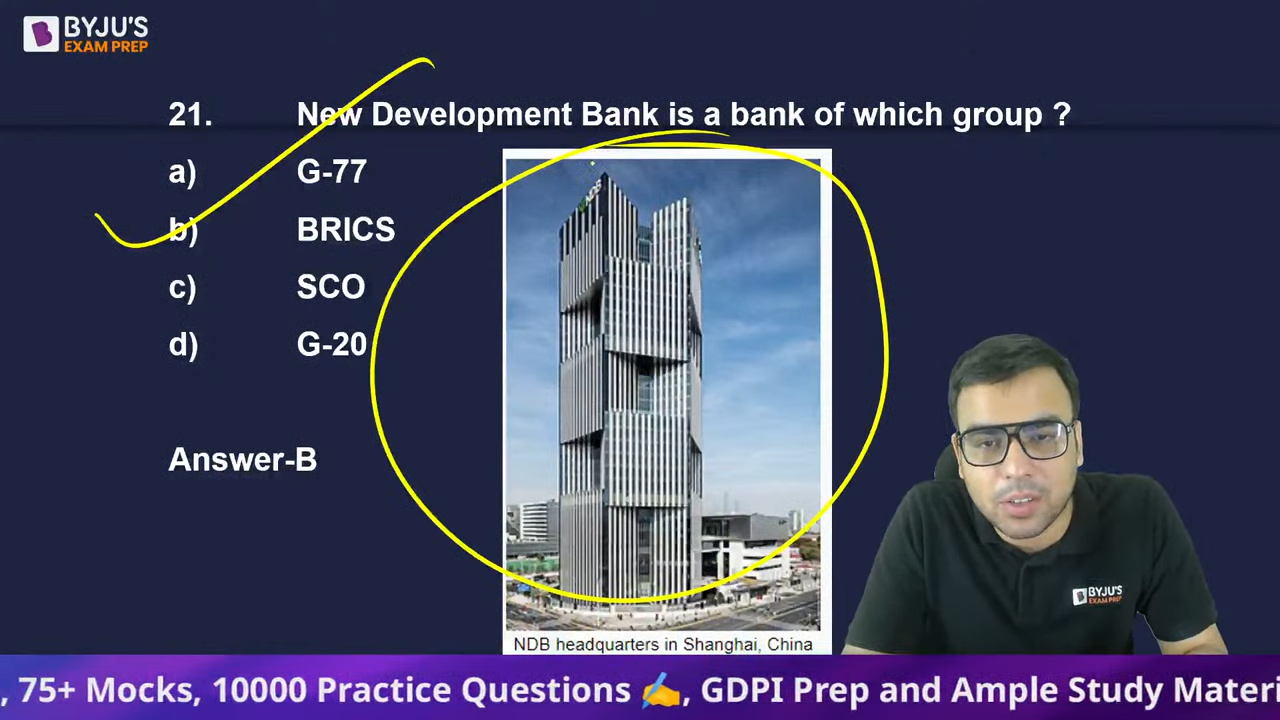 BYJU'S
EXAM PREP
21. New Development Bank is a bank of which group ?
a) G-77
b) BRICS
c) SCO
d) G-20
Answer-B
NDB headquarters in Shanghai, China
BYJU'S
EXAM PREP
, 75+ Mocks, 10000 Practice Questions ✍️, GDPI Prep and Ample Study Materi